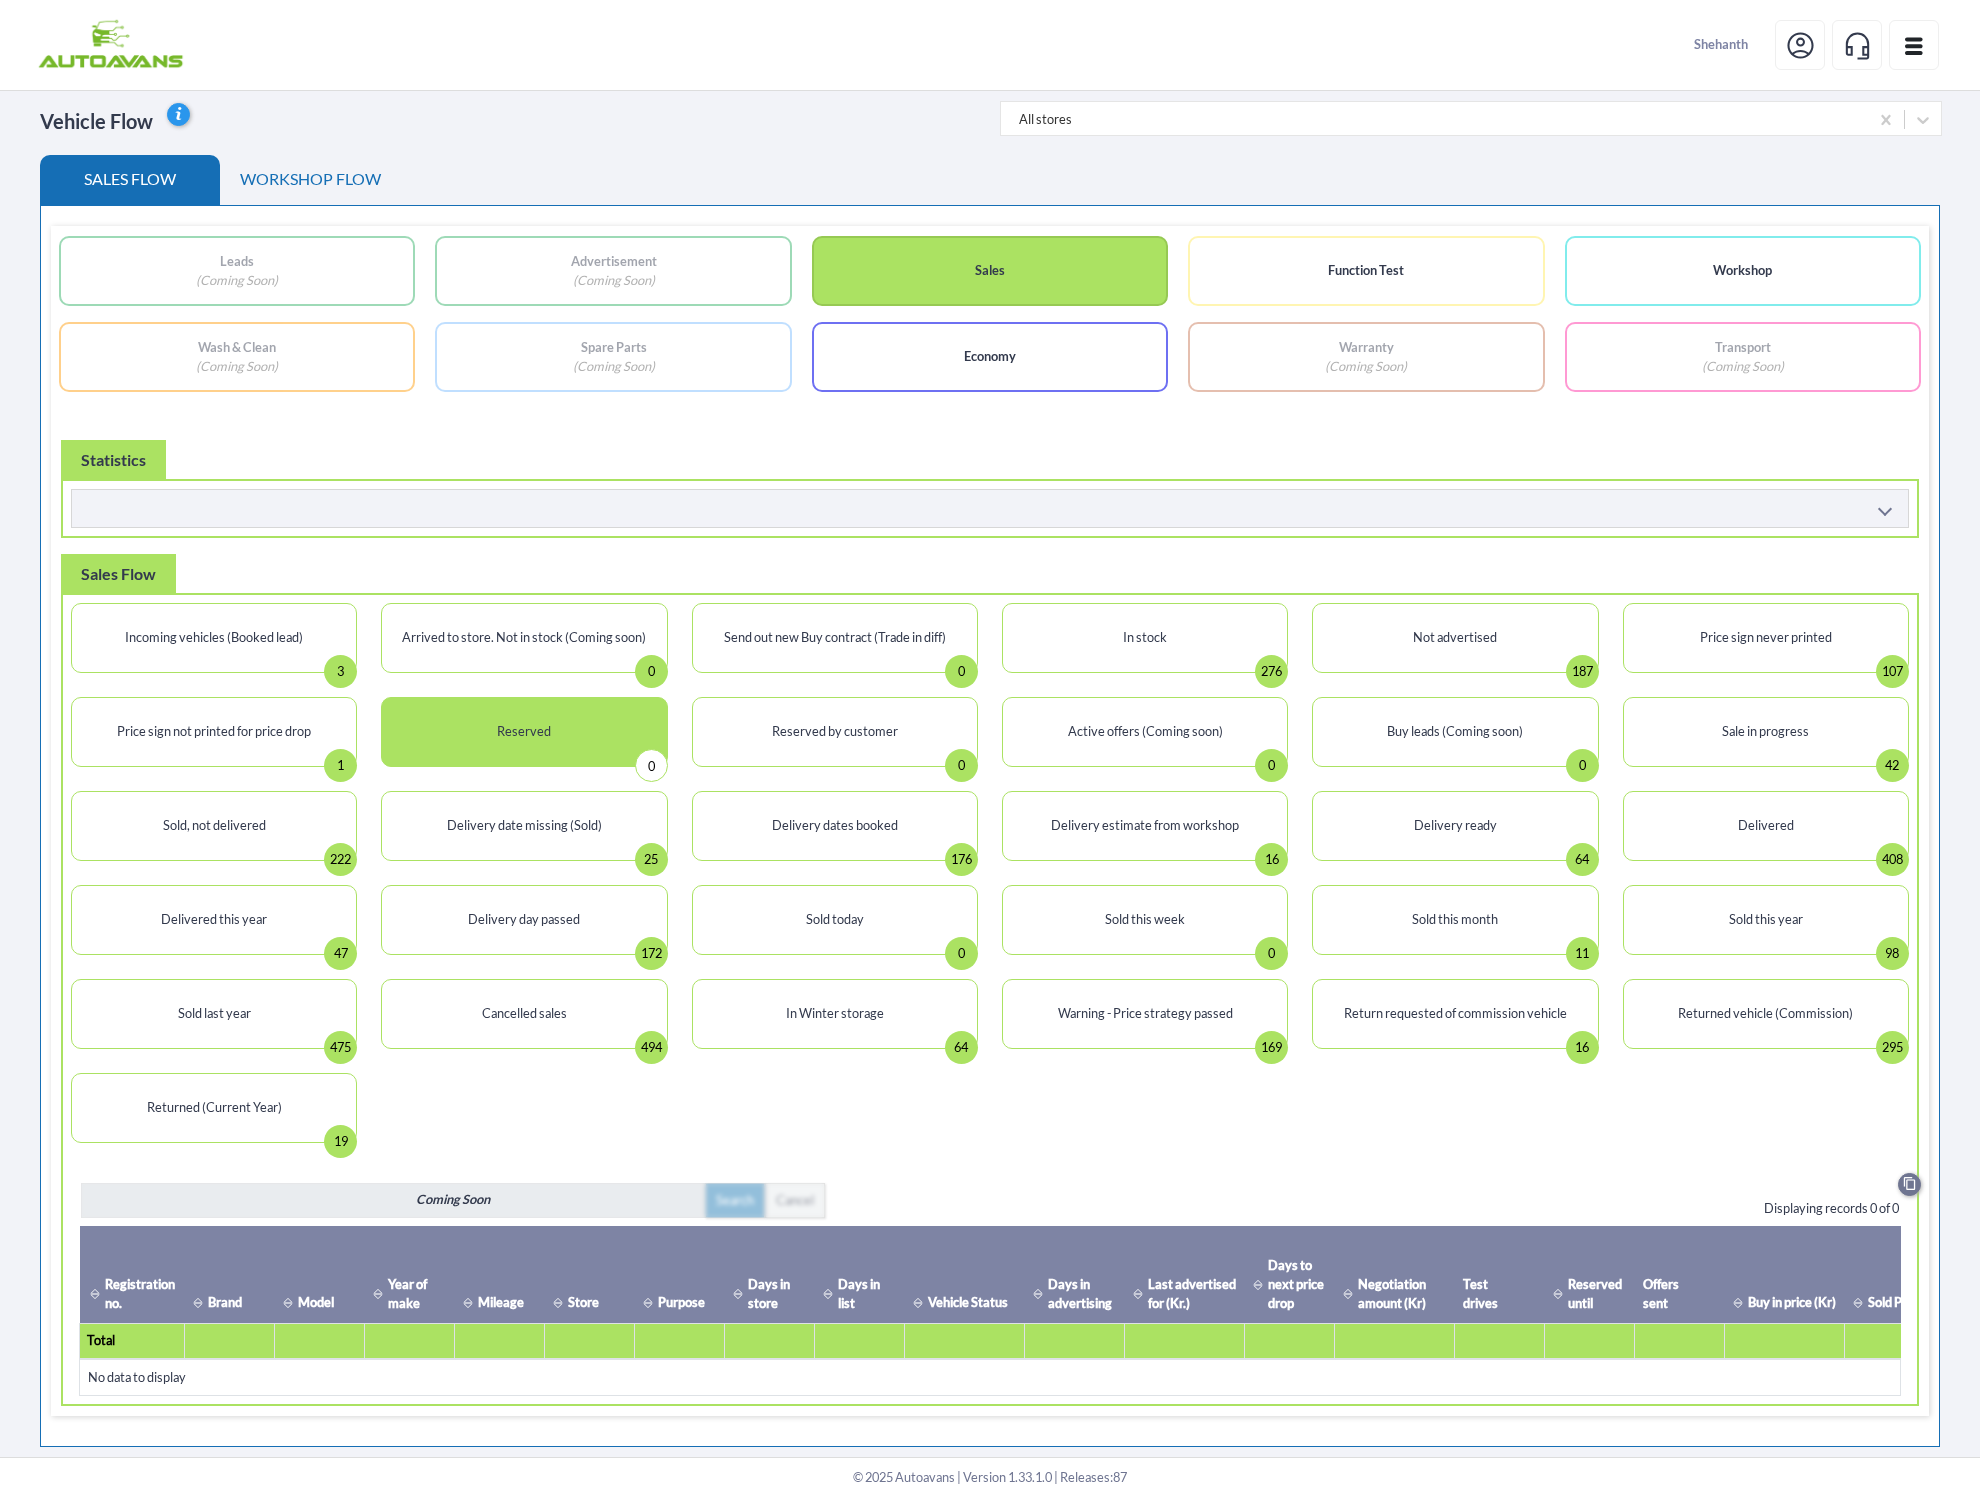 AUTOAVANS
Shehanth
Vehicle Flow
i
All stores
SALES FLOW
WORKSHOP FLOW
Leads
(Coming Soon)
Advertisement
(Coming Soon)
Sales
Function Test
Workshop
Wash & Clean
(Coming Soon)
Spare Parts
(Coming Soon)
Economy
Warranty
(Coming Soon)
Transport
(Coming Soon)
Statistics
Sales Flow
Incoming vehicles (Booked lead)
3
Arrived to store. Not in stock (Coming soon)
0
Send out new Buy contract (Trade in diff)
0
In stock
276
Not advertised
187
Price sign never printed
107
Price sign not printed for price drop
1
Reserved
0
Reserved by customer
0
Active offers (Coming soon)
0
Buy leads (Coming soon)
0
Sale in progress
42
Sold, not delivered
222
Delivery date missing (Sold)
25
Delivery dates booked
176
Delivery estimate from workshop
16
Delivery ready
64
Delivered
408
Delivered this year
47
Delivery day passed
172
Sold today
0
Sold this week
0
Sold this month
11
Sold this year
98
Sold last year
475
Cancelled sales
494
In Winter storage
64
Warning - Price strategy passed
169
Return requested of commission vehicle
16
Returned vehicle (Commission)
295
Returned (Current Year)
19
Coming Soon
Search
Cancel
Displaying records 0 of 0
Registration
no.
Brand
Model
Year of
make
Mileage
Store
Purpose
Days in
store
Days in
list
Vehicle Status
Days in
advertising
Last advertised
for (Kr.)
Days to
next price
drop
Negotiation
amount (Kr)
Test
drives
Reserved
until
Offers
sent
Buy in price (Kr)
Sold P
Total
No data to display
© 2025 Autoavans | Version 1.33.1.0 | Releases:87